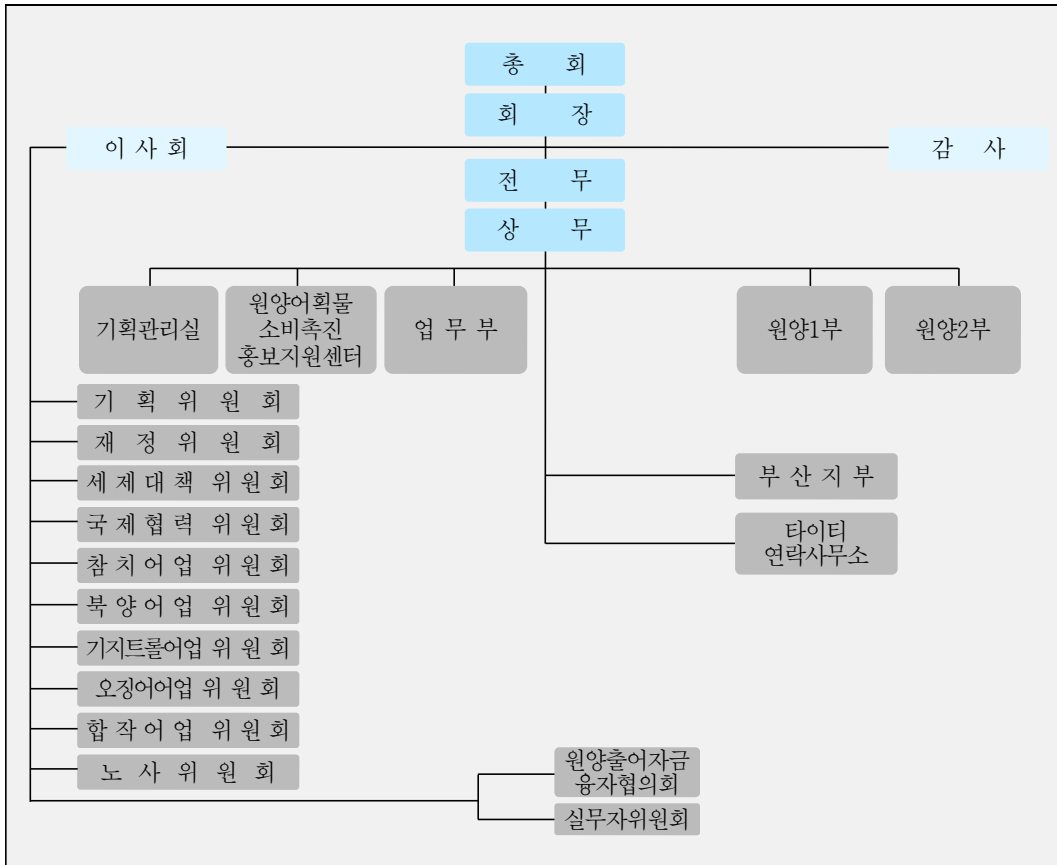 총 회
회 장
이 사 회
감 사
전 무
상 무
기획관리실
원양어획물
소비촉진
홍보지원센터
업 무 부
원양1부
원양2부
기 획 위 원 회
재 정 위 원 회
세 제 대 책 위 원 회
국 제 협 력 위 원 회
참 치 어 업 위 원 회
북 양 어 업 위 원 회
기지트롤어업 위 원 회
오징어어업 위 원 회
합 작 어 업 위 원 회
노 사 위 원 회
부 산 지 부
타이티
연락사무소
원양출어자금
융자협의회
실무자위원회